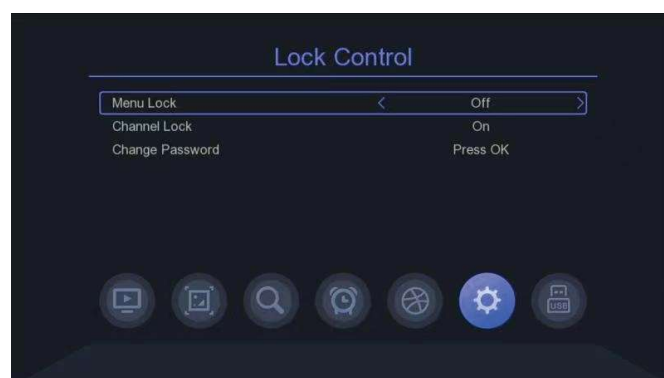 Lock Control
Menu Lock < Off >
Channel Lock On
Change Password Press OK
USB